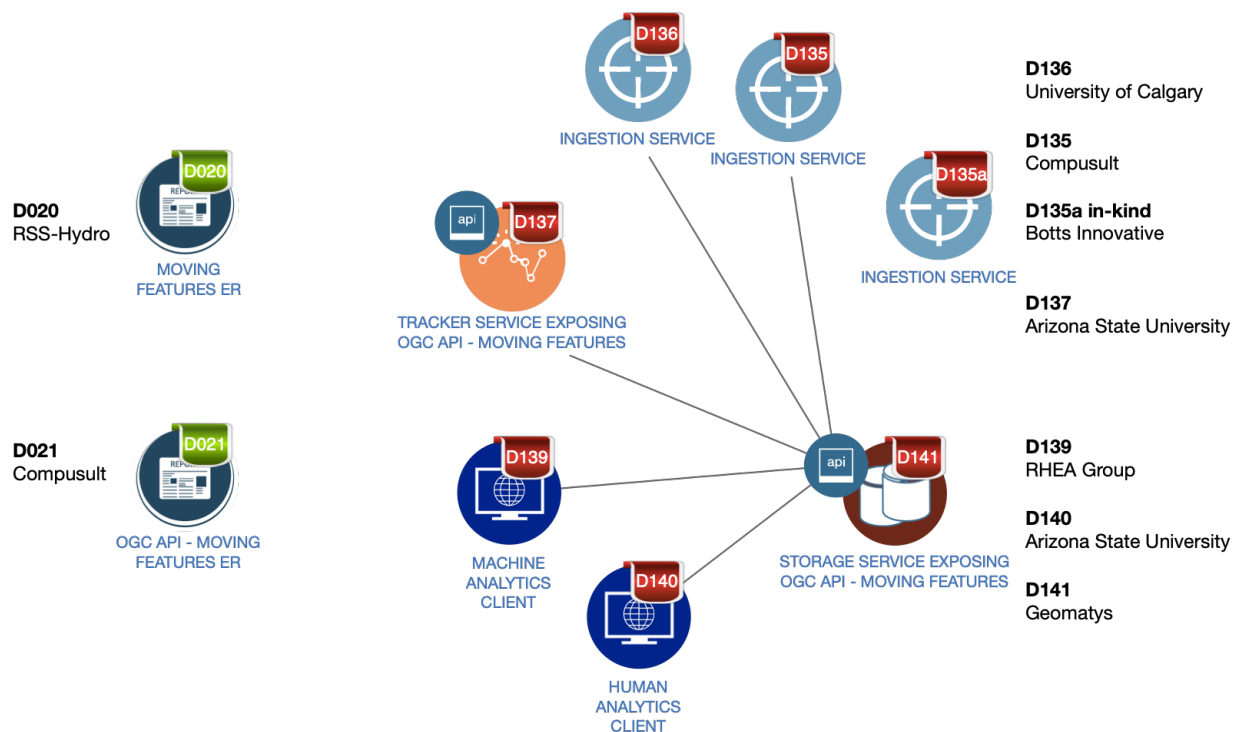 D136
D135
INGESTION SERVICE
INGESTION SERVICE
D136
University of Calgary
D135
Compusult
D135a in-kind
Botts Innovative
D135a
INGESTION SERVICE
D020
REPORT
D020
RSS-Hydro
MOVING
FEATURES ER
api
D137
TRACKER SERVICE EXPOSING
OGC API - MOVING FEATURES
D137
Arizona State University
D021
Compusult
D021
REPORT
OGC API - MOVING
FEATURES ER
D139
MACHINE
ANALYTICS
CLIENT
api
D141
STORAGE SERVICE EXPOSING
OGC API - MOVING FEATURES
D140
HUMAN
ANALYTICS
CLIENT
D139
RHEA Group
D140
Arizona State University
D141
Geomatys